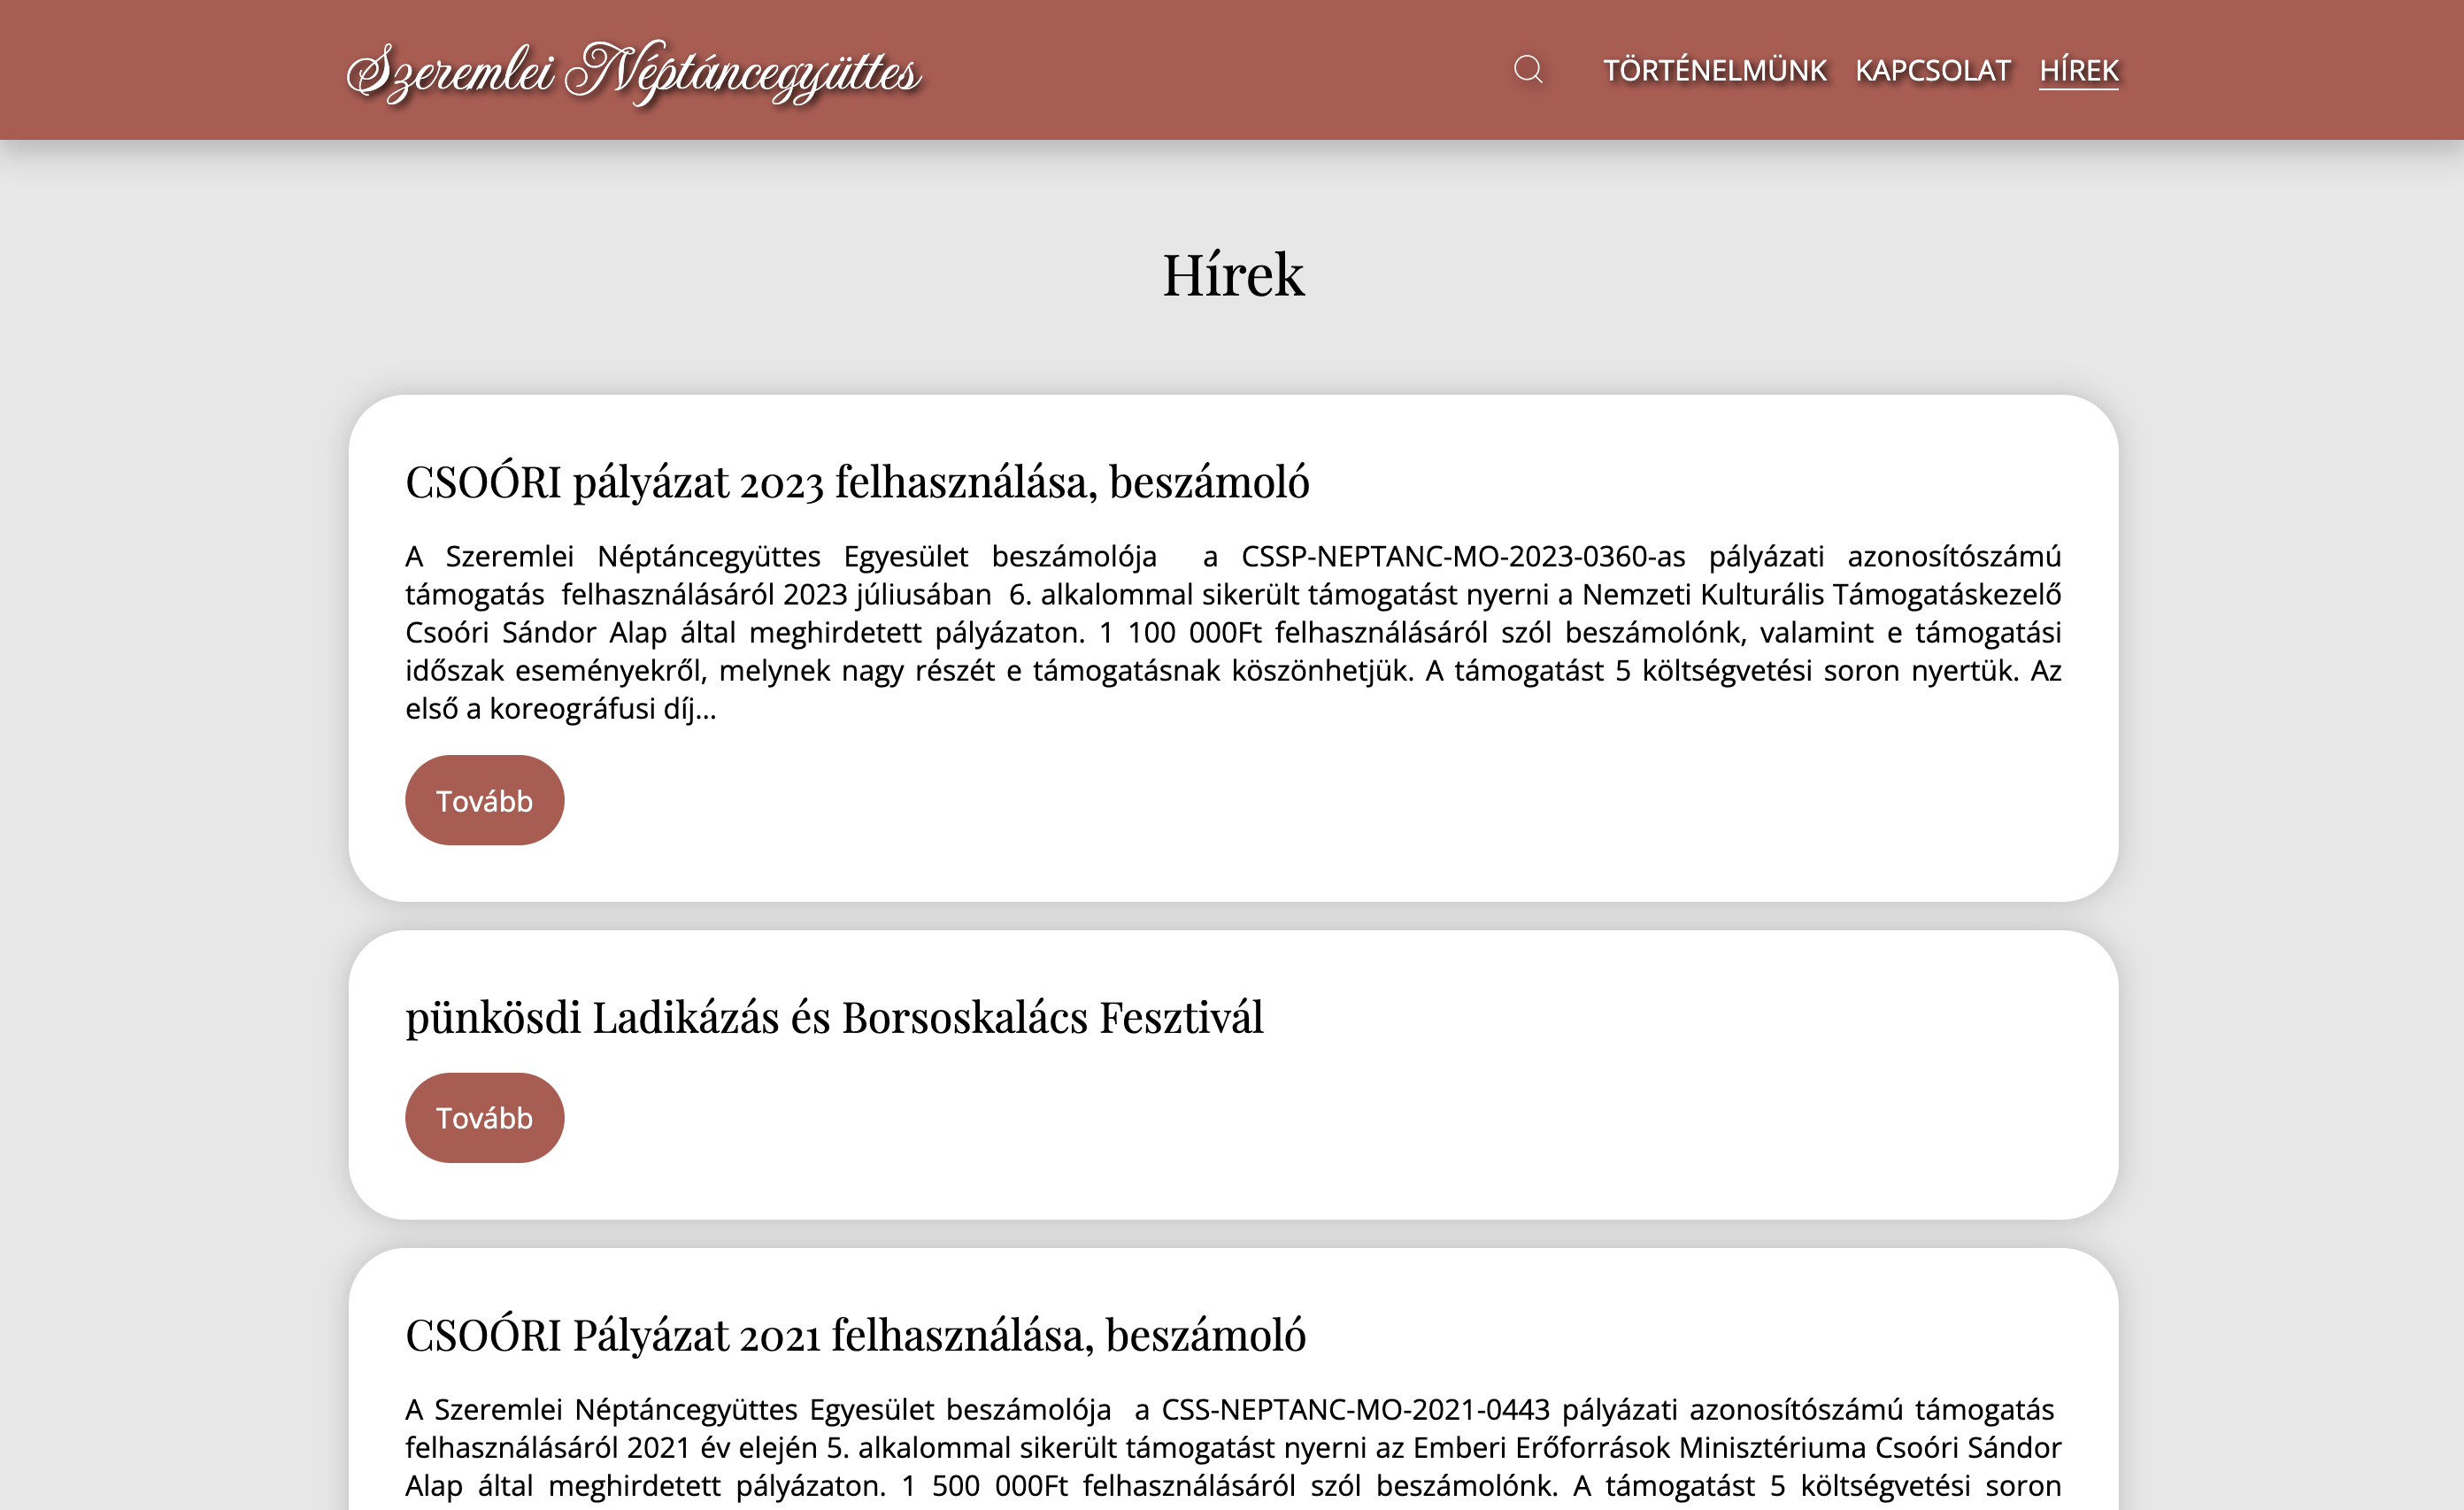 Szeremlei Néptáncegyüttes
TÖRTÉNELMÜNK KAPCSOLAT HÍREK
Hírek
CSOÓRI pályázat 2023 felhasználása, beszámoló
A Szeremlei Néptáncegyüttes Egyesület beszámolója a CSSP-NEPTANC-MO-2023-0360-as pályázati azonosítószámú
támogatás felhasználásáról 2023 júliusában 6. alkalommal sikerült támogatást nyerni a Nemzeti Kulturális Támogatáskezelő
Csoóri Sándor Alap által meghirdetett pályázaton. 1 100 000Ft felhasználásáról szól beszámolónk, valamint e támogatási
időszak eseményekről, melynek nagy részét e támogatásnak köszönhetjük. A támogatást 5 költségvetési soron nyertük. Az
első a koreográfusi díj...
Tovább
pünkösdi Ladikázás és Borsoskalács Fesztivál
Tovább
CSOÓRI Pályázat 2021 felhasználása, beszámoló
A Szeremlei Néptáncegyüttes Egyesület beszámolója a CSS-NEPTANC-MO-2021-0443 pályázati azonosítószámú támogatás
felhasználásáról 2021 év elején 5. alkalommal sikerült támogatást nyerni az Emberi Erőforrások Minisztériuma Csoóri Sándor
Alap által meghirdetett pályázaton. 1 500 000Ft felhasználásáról szól beszámolónk. A támogatást 5 költségvetési soron